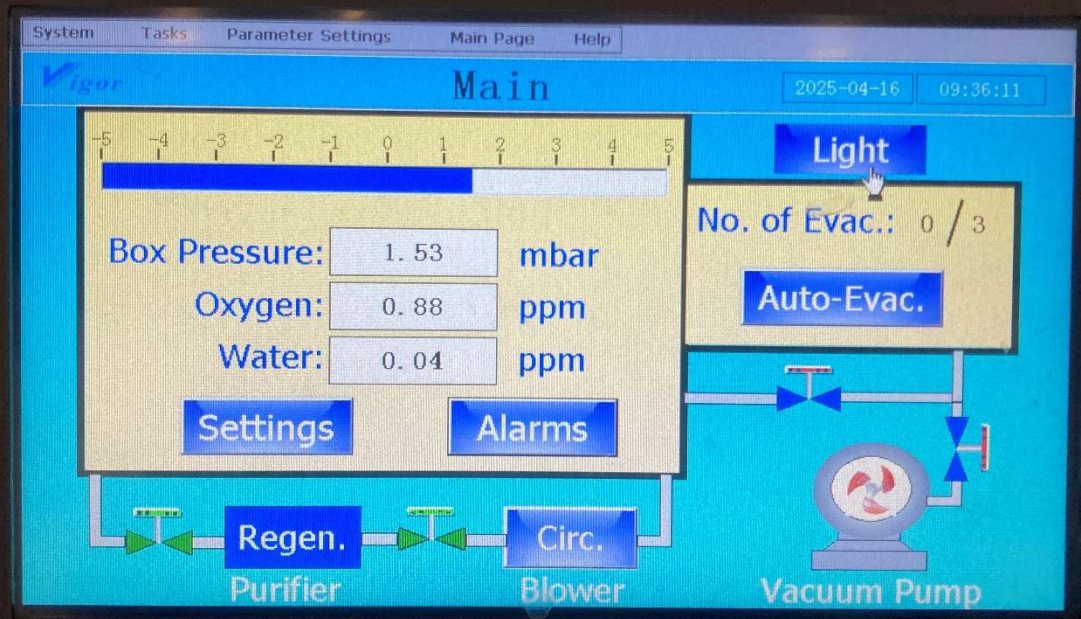 System Tasks Parameter Settings Main Page Help
Vigor Main 2025-04-16 09:36:11
-5 -4 -3 -2 -1 0 1 2 3 4 5
Light
No. of Evac.: 0 / 3
Box Pressure: 1.53 mbar
Auto-Evac.
Oxygen: 0.88 ppm
Water: 0.04 ppm
Settings Alarms
Regen. Circ.
Purifier Blower Vacuum Pump